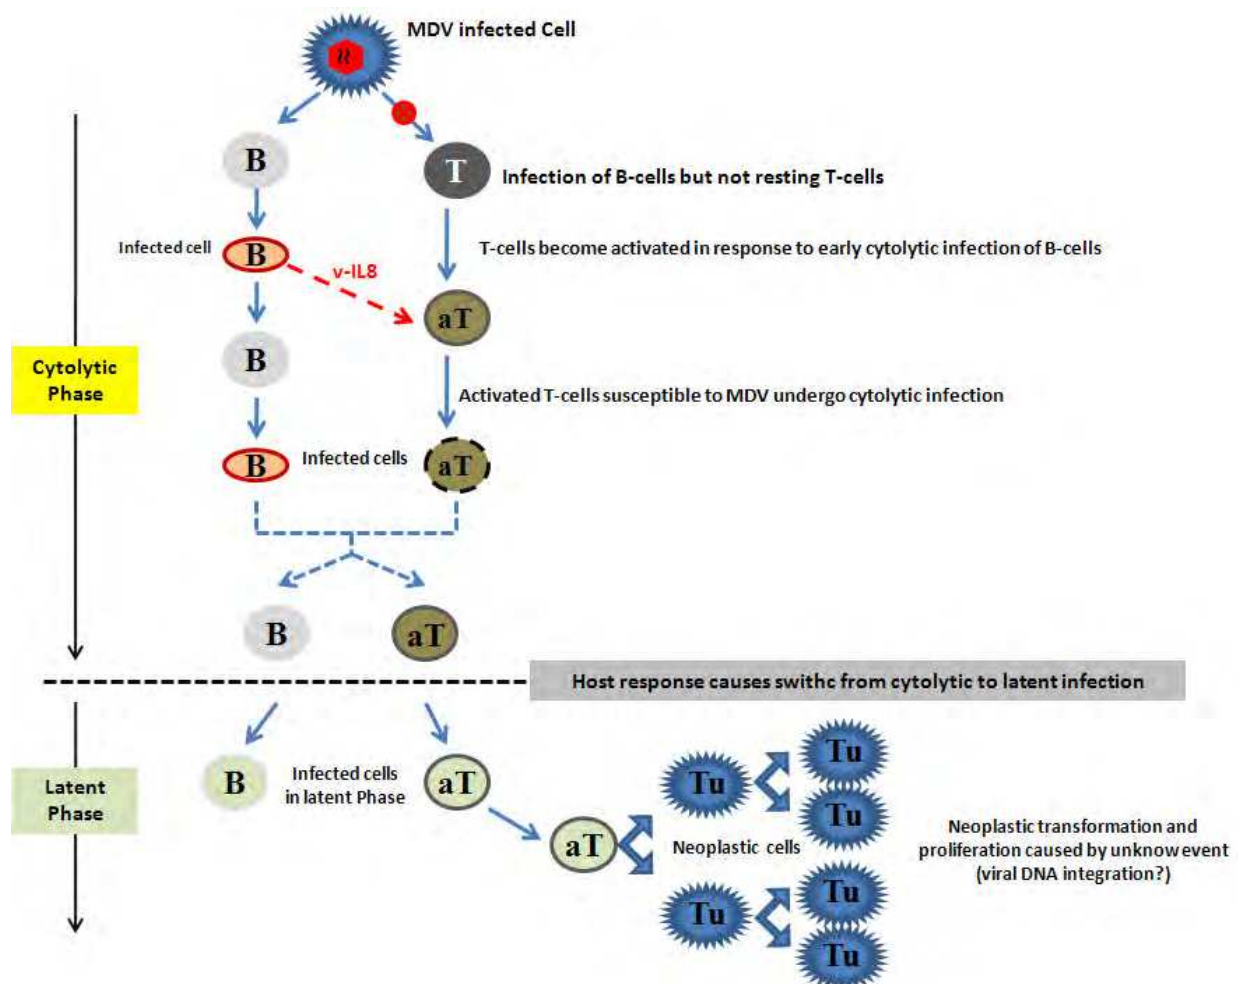 MDV infected Cell
B
T
Infection of B-cells but not resting T-cells
Infected cell
B
v-IL8
T-cells become activated in response to early cytolytic infection of B-cells
aT
B
Cytolytic
Phase
Activated T-cells susceptible to MDV undergo cytolytic infection
B
Infected cells
aT
B
aT
Host response causes swithc from cytolytic to latent infection
B
Infected cells
in latent Phase
aT
Latent
Phase
Tu
Tu
Tu
aT
Neoplastic cells
Neoplastic transformation and
proliferation caused by unknow event
(viral DNA integration?)
Tu
Tu
Tu